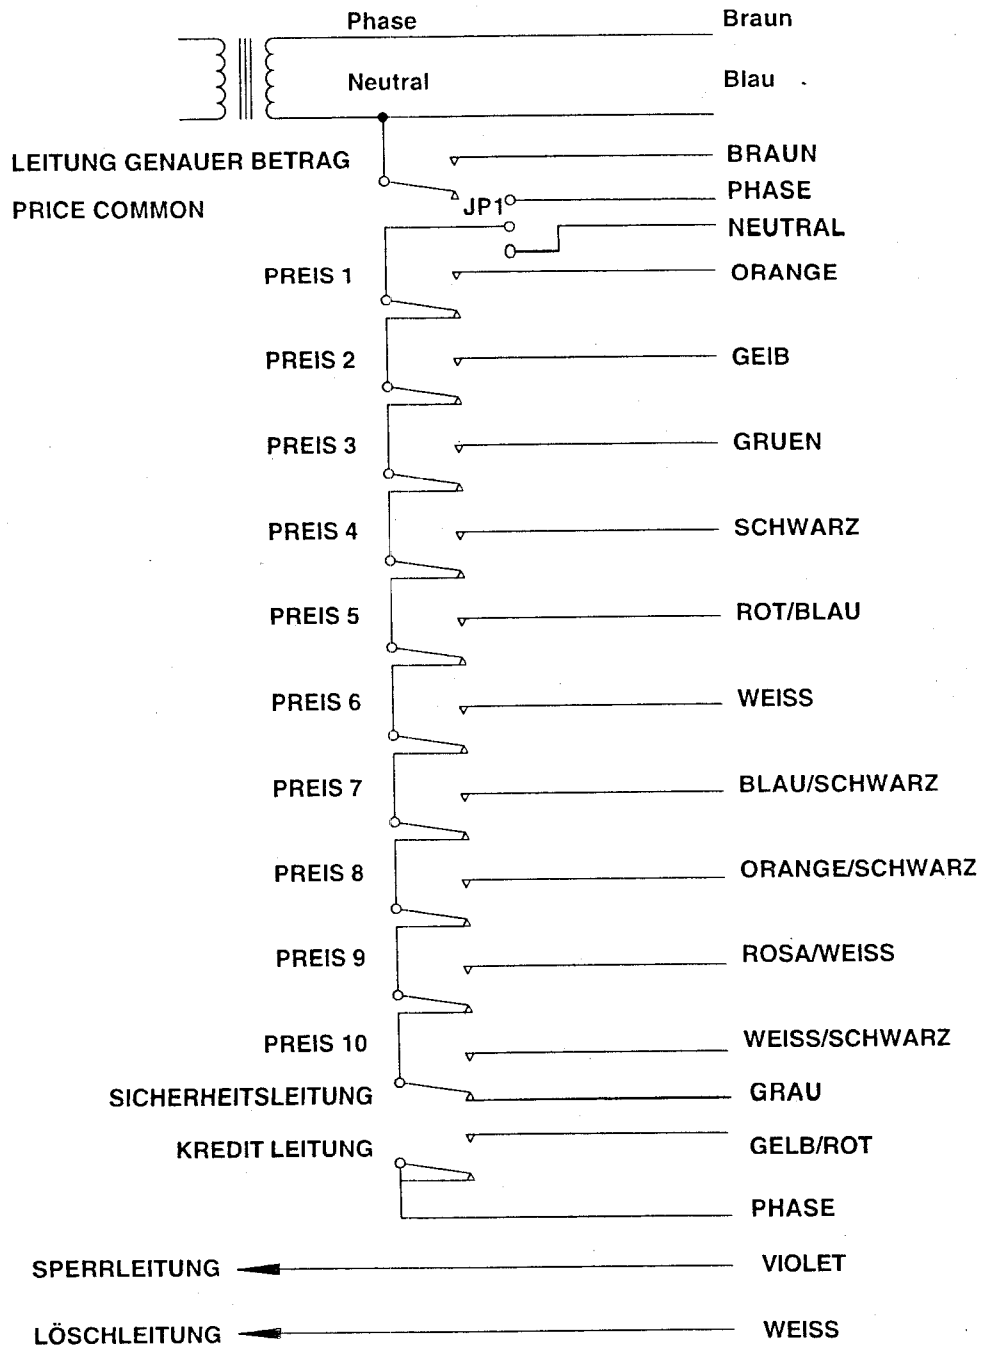 Phase Braun
Neutral Blau
LEITUNG GENAUER BETRAG BRAUN
PHASE
PRICE COMMON JP1
NEUTRAL
PREIS 1 ORANGE
PREIS 2 GEIB
PREIS 3 GRUEN
PREIS 4 SCHWARZ
PREIS 5 ROT/BLAU
PREIS 6 WEISS
PREIS 7 BLAU/SCHWARZ
PREIS 8 ORANGE/SCHWARZ
PREIS 9 ROSA/WEISS
PREIS 10 WEISS/SCHWARZ
SICHERHEITSLEITUNG GRAU
KREDIT LEITUNG GELB/ROT
PHASE
SPERRLEITUNG VIOLET
LÖSCHLEITUNG WEISS